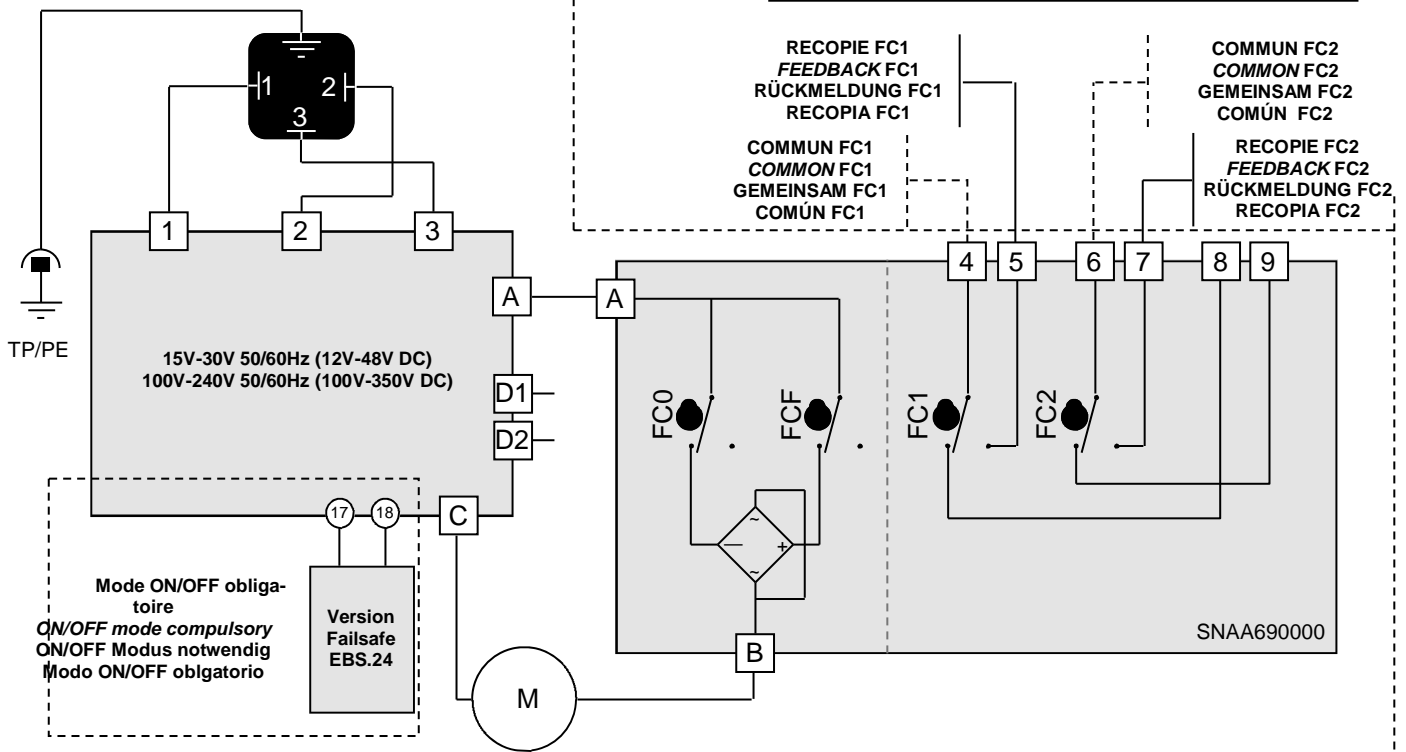 1
2
3
RECOPIE FC1
FEEDBACK FC1
RÜCKMELDUNG FC1
RECOPIA FC1
COMMUN FC2
COMMON FC2
GEMEINSAM FC2
COMÚN FC2
COMMUN FC1
COMMON FC1
GEMEINSAM FC1
COMÚN FC1
RECOPIE FC2
FEEDBACK FC2
RÜCKMELDUNG FC2
RECOPIA FC2
1
2
3
4
5
6
7
8
9
TP/PE
A
A
15V-30V 50/60Hz (12V-48V DC)
100V-240V 50/60Hz (100V-350V DC)
D1
D2
FC0
FCF
FC1
FC2
17
18
C
~
—
+
~
Mode ON/OFF obliga-
toire
ON/OFF mode compulsory
ON/OFF Modus notwendig
Modo ON/OFF oblgatorio
Version
Failsafe
EBS.24
SNAA690000
B
M